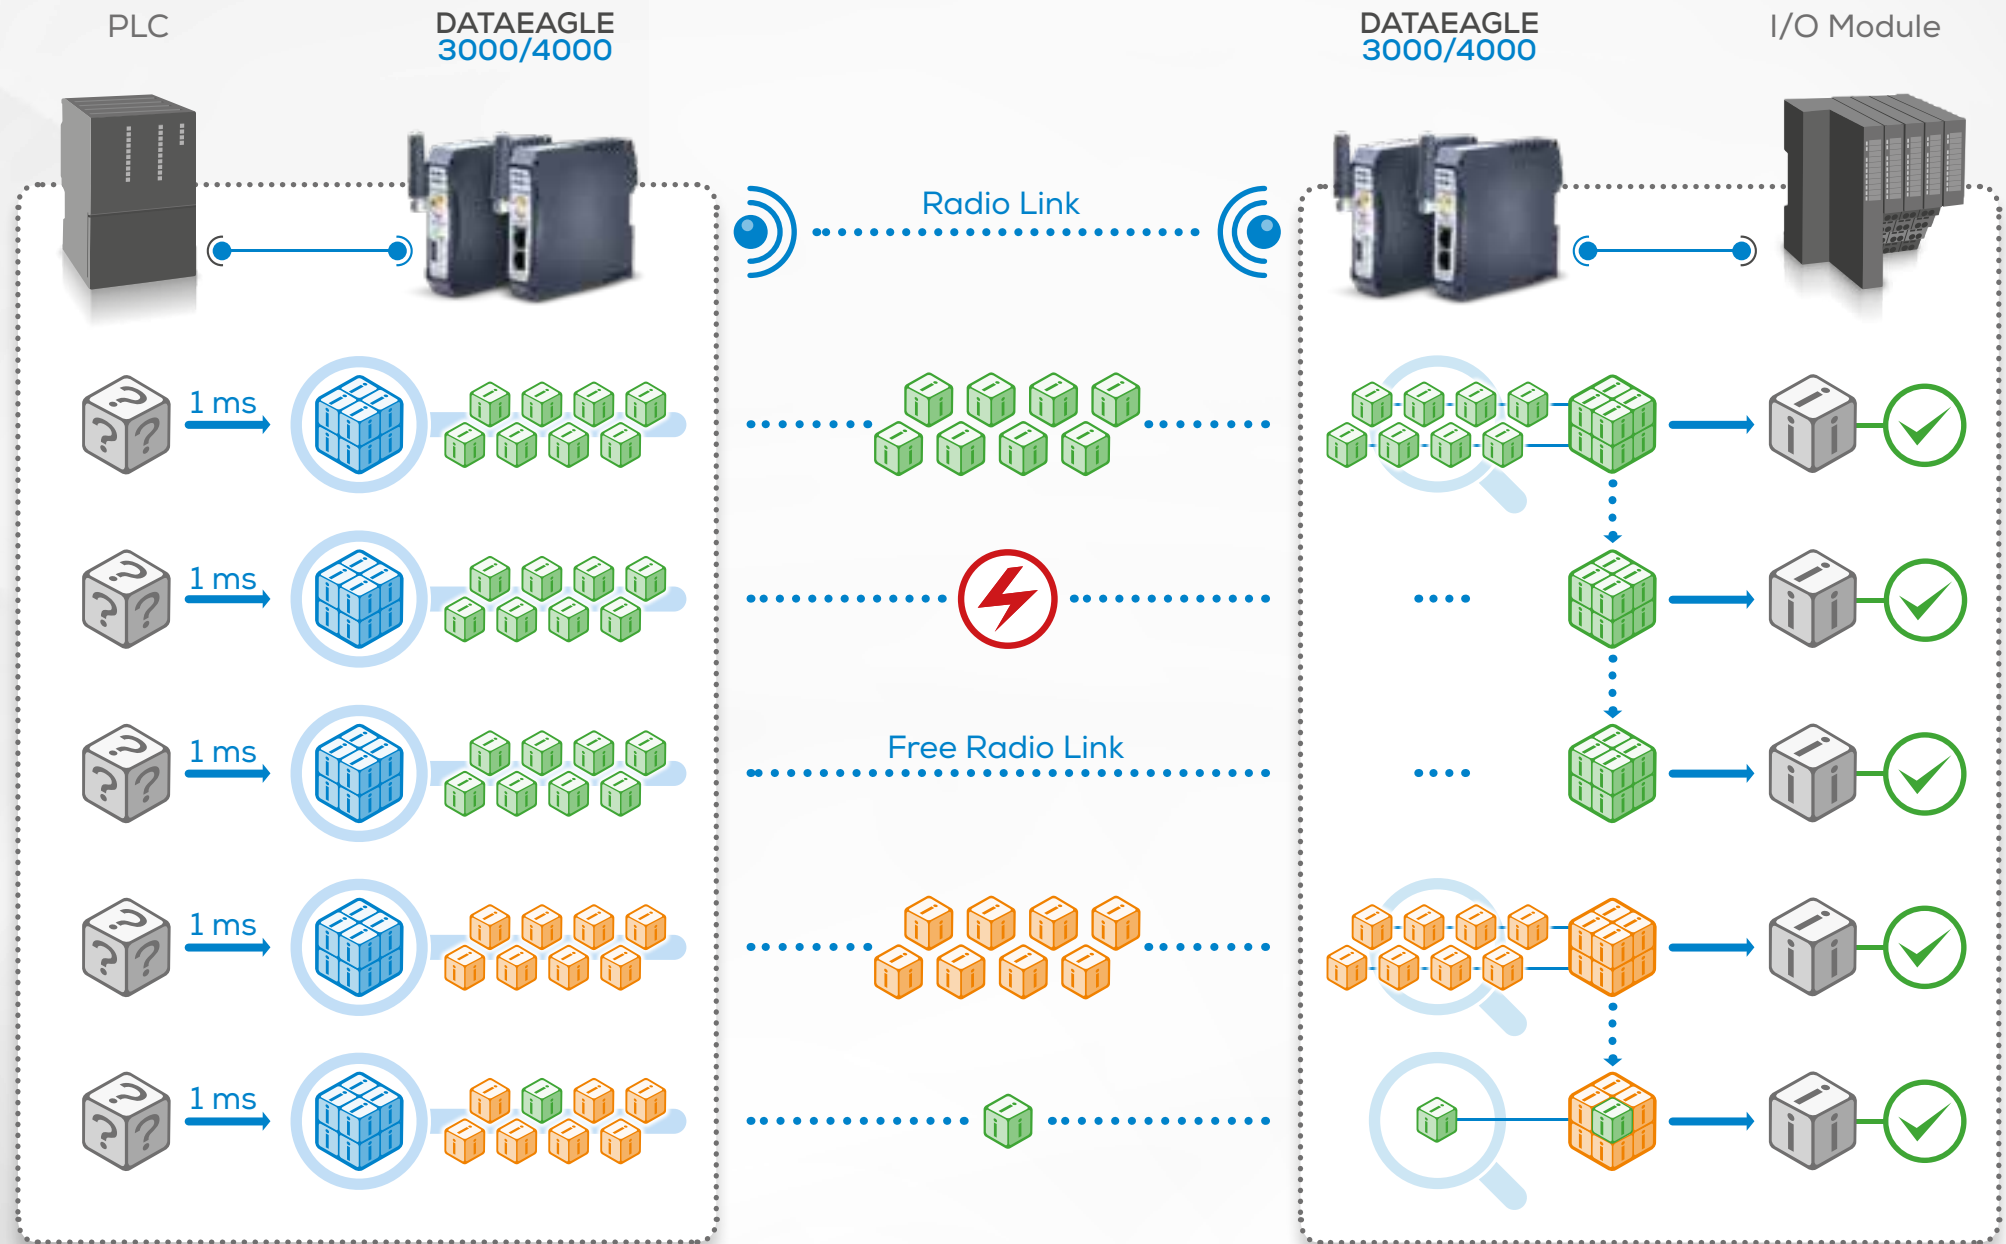 PLC
DATAEAGLE
3000/4000
DATAEAGLE
3000/4000
I/O Module
Radio Link
1 ms
1 ms
1 ms
Free Radio Link
1 ms
1 ms